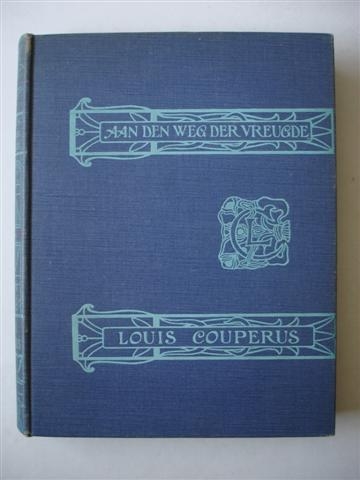 AAN DEN WEG DER VREUGDE
LOUIS COUPERUS